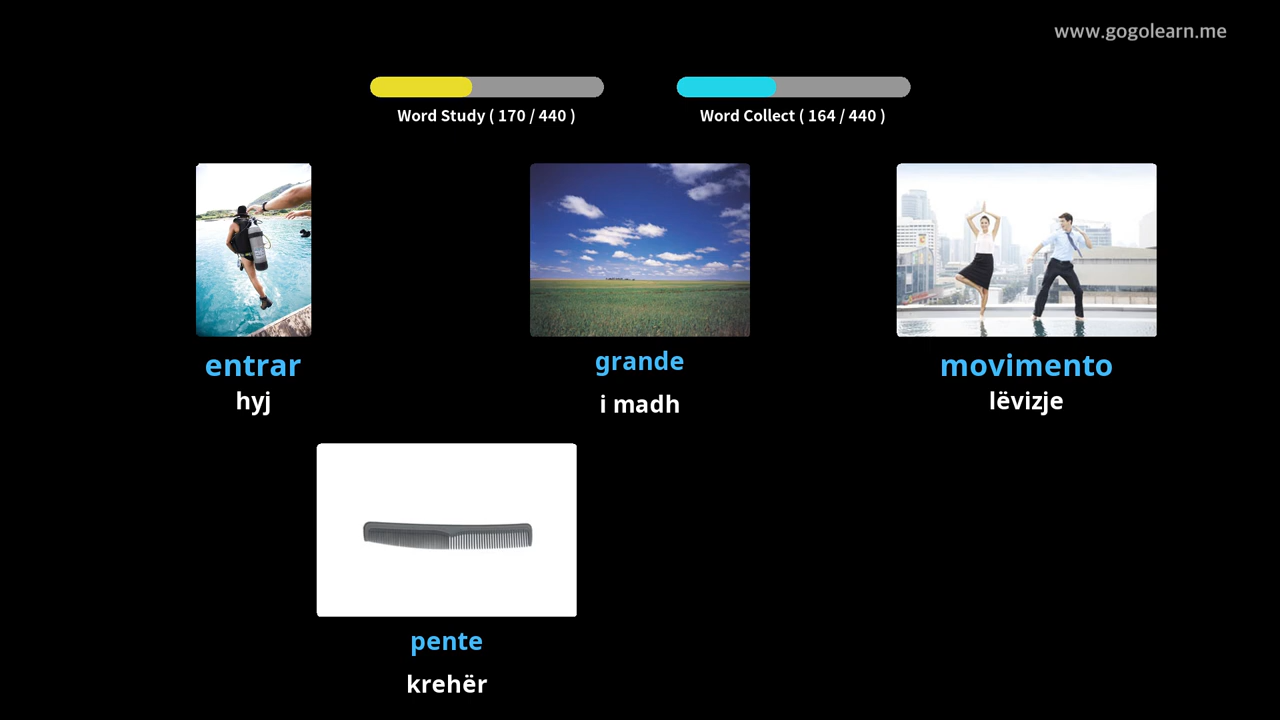 www.gogolearn.me
Word Study ( 170 / 440 )
Word Collect ( 164 / 440 )
entrar
hyj
grande
i madh
movimento
lëvizje
pente
krehër